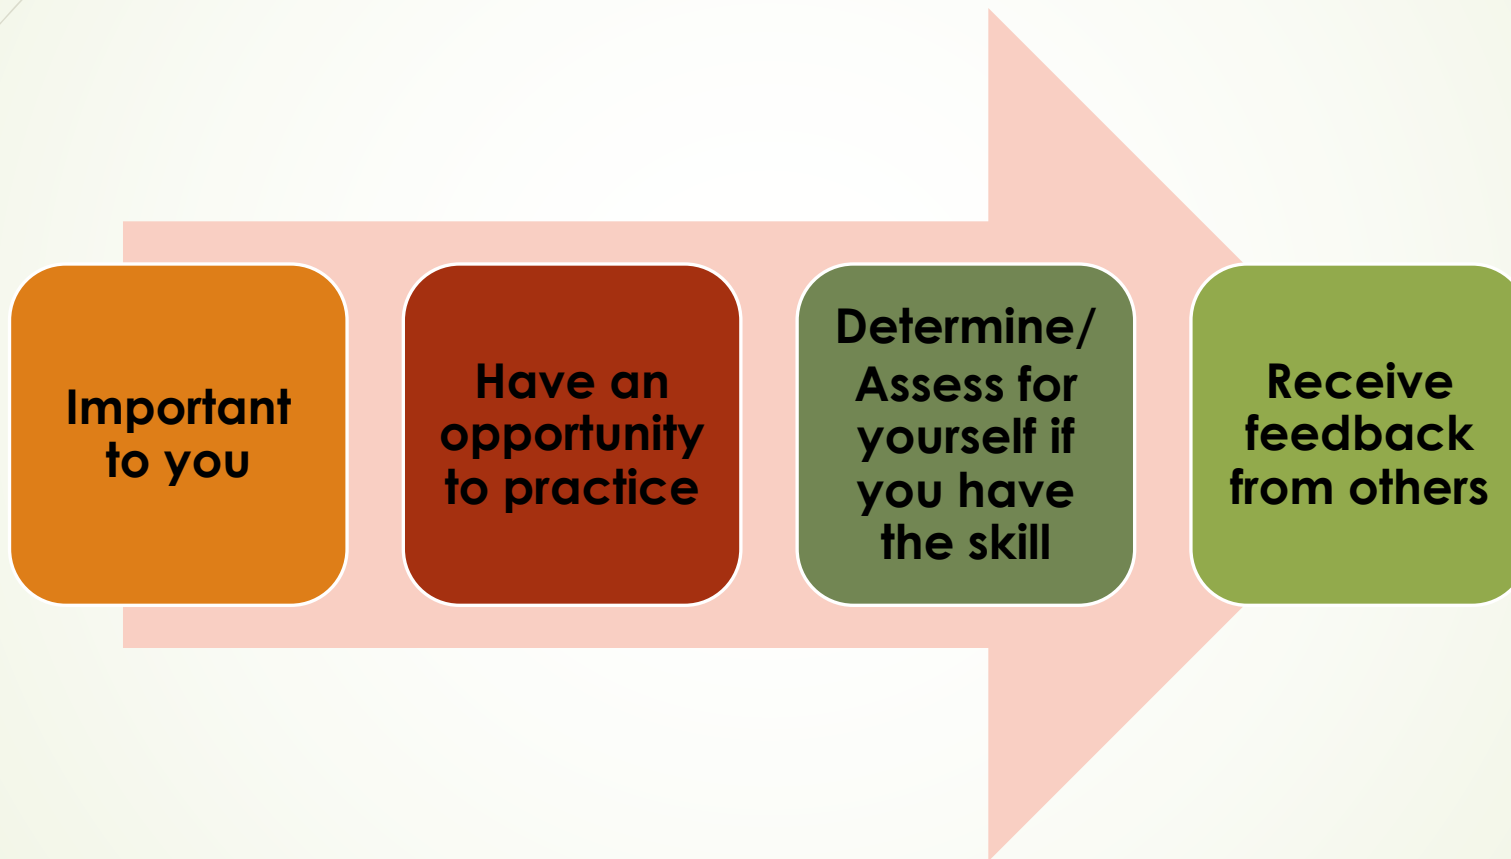 Important
to you
Have an
opportunity
to practice
Determine/
Assess for
yourself if
you have
the skill
Receive
feedback
from others